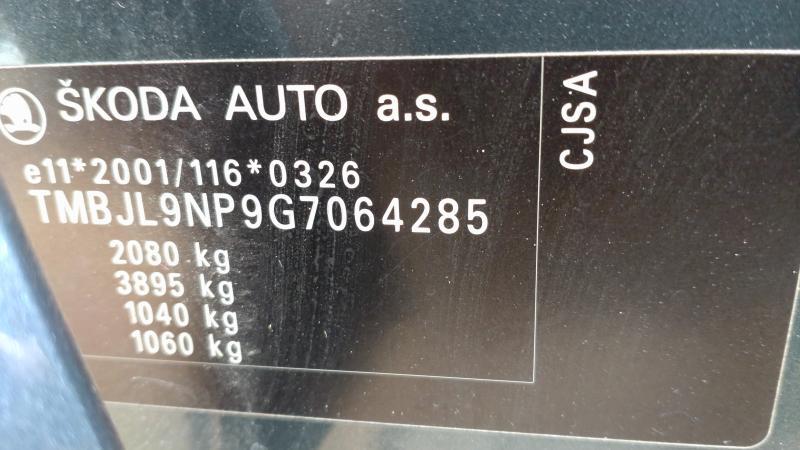 ŠKODA AUTO a.s.
e11*2001/116*0326
TMBJL9NP9G7064285
2080 kg
3895 kg
1040 kg
1060 kg
CJSA